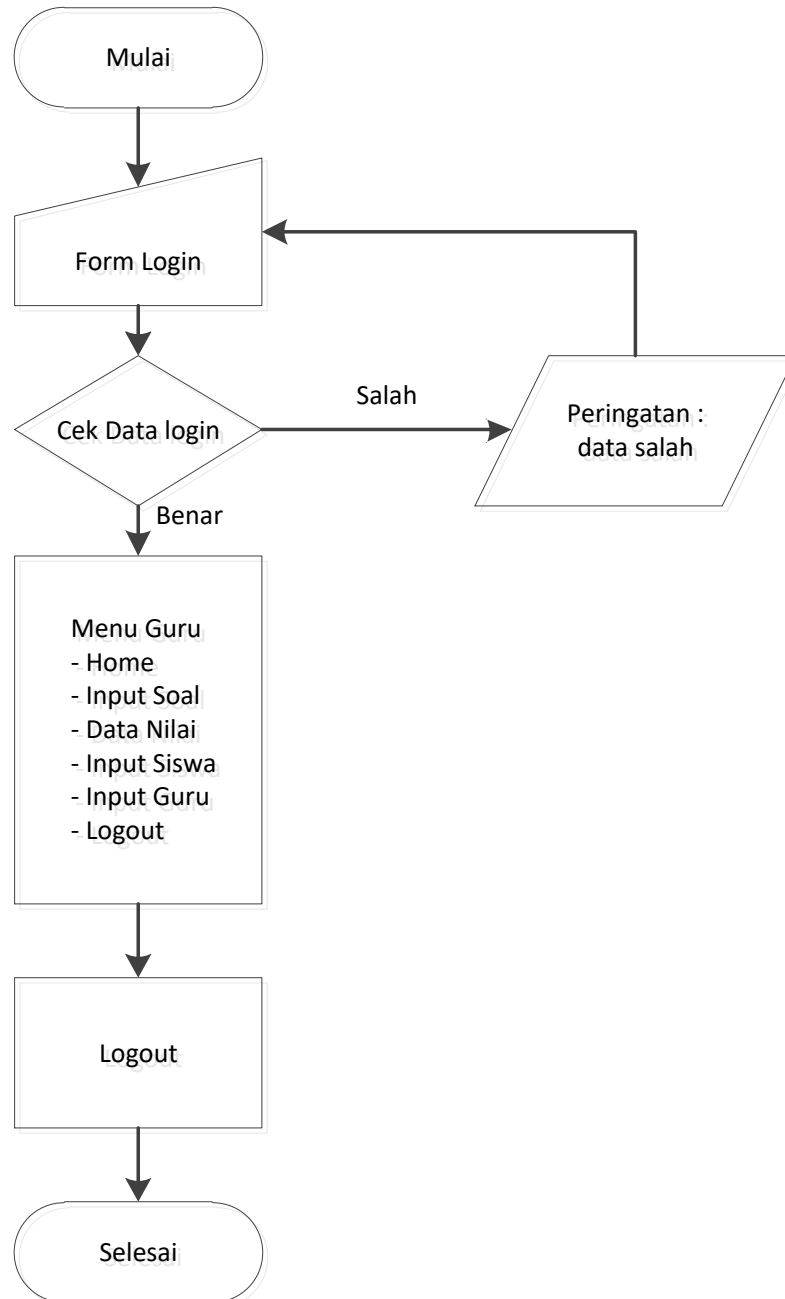 Mulai
Form Login
Cek Data login
Salah
Peringatan :
data salah
Benar
Menu Guru
- Home
- Input Soal
- Data Nilai
- Input Siswa
- Input Guru
- Logout
Logout
Selesai